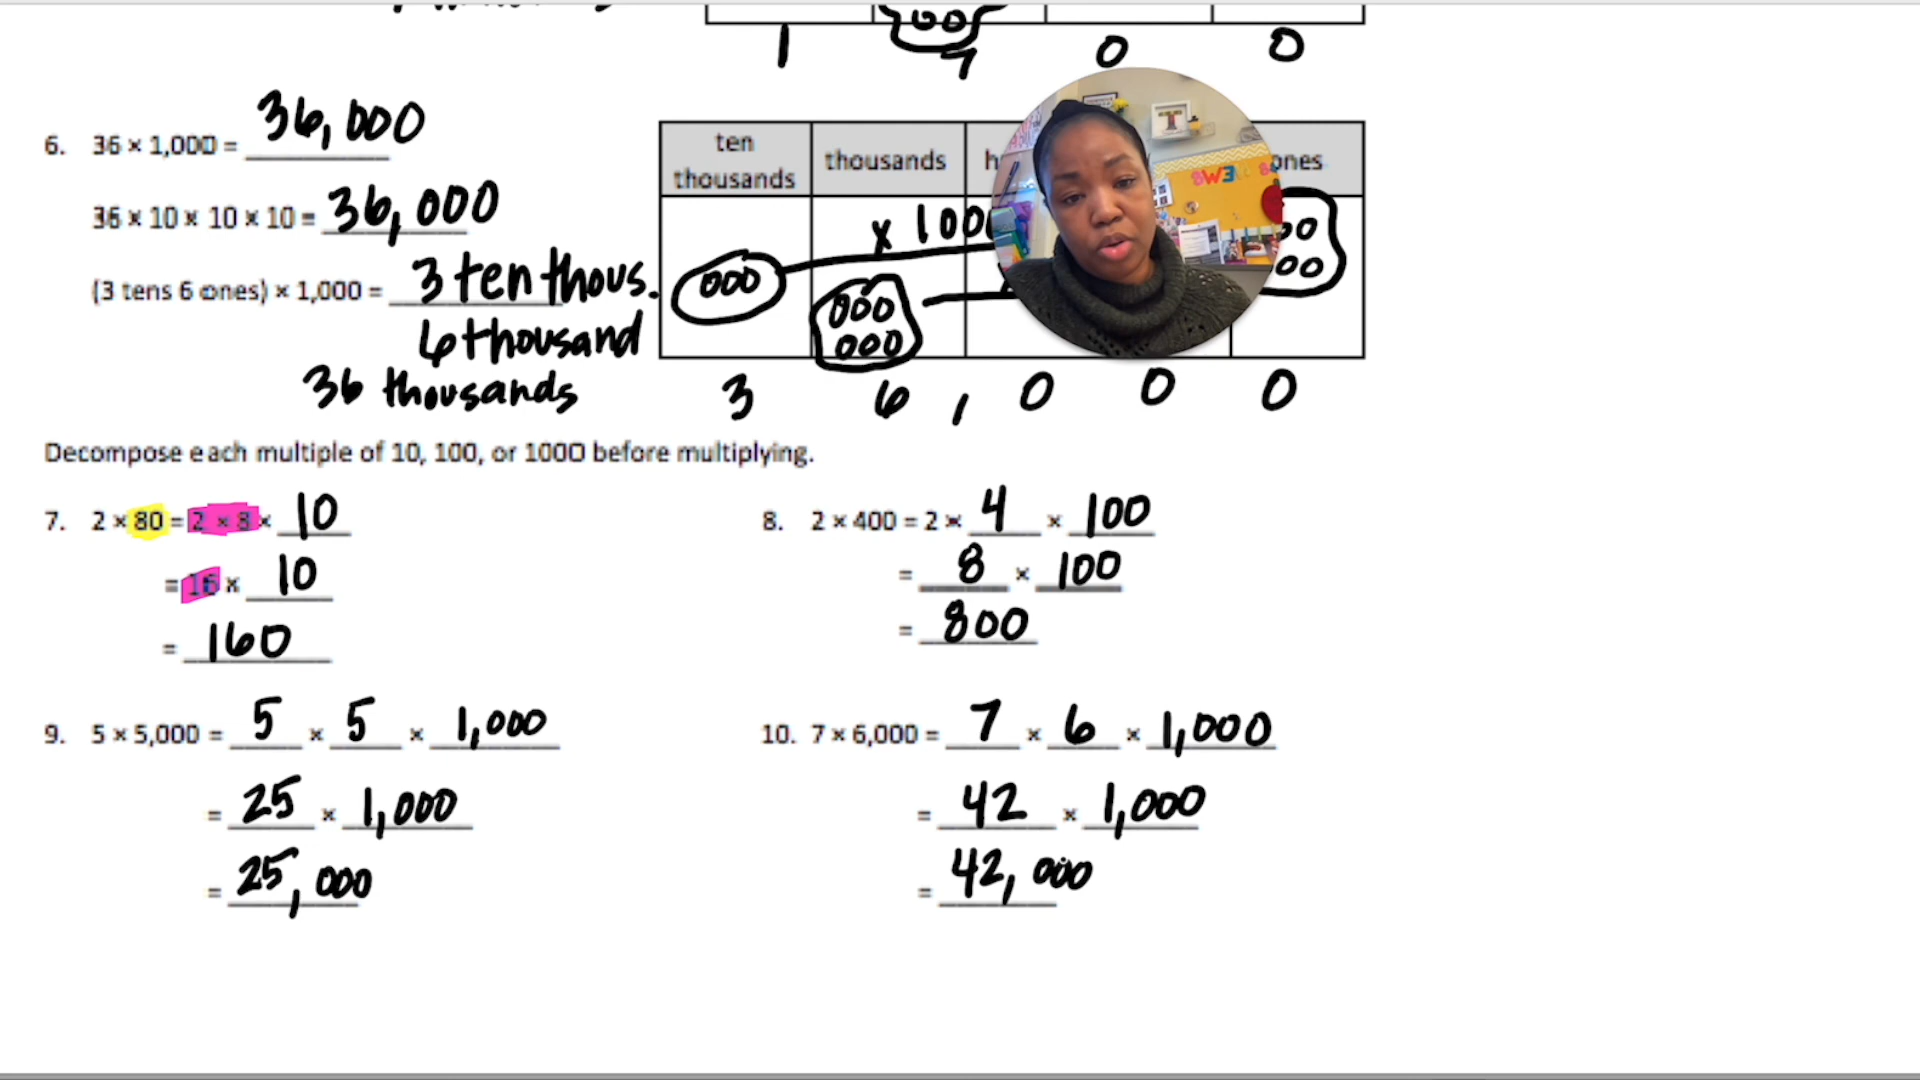 1 7 0 0
6. 36 × 1,000 = 36,000
36 × 10 × 10 × 10 = 36,000
(3 tens 6 ones) × 1,000 = 3 ten thous.
6 thousand
36 thousands
ten thousands thousands ones
x 100
3 6, 0 0 0
Decompose each multiple of 10, 100, or 1000 before multiplying.
7. 2 × 80 = 2 × 8 × 10
= 16 × 10
= 160
8. 2 × 400 = 2 × 4 × 100
= 8 × 100
= 800
9. 5 × 5,000 = 5 × 5 × 1,000
= 25 × 1,000
= 25,000
10. 7 × 6,000 = 7 × 6 × 1,000
= 42 × 1,000
= 42,000